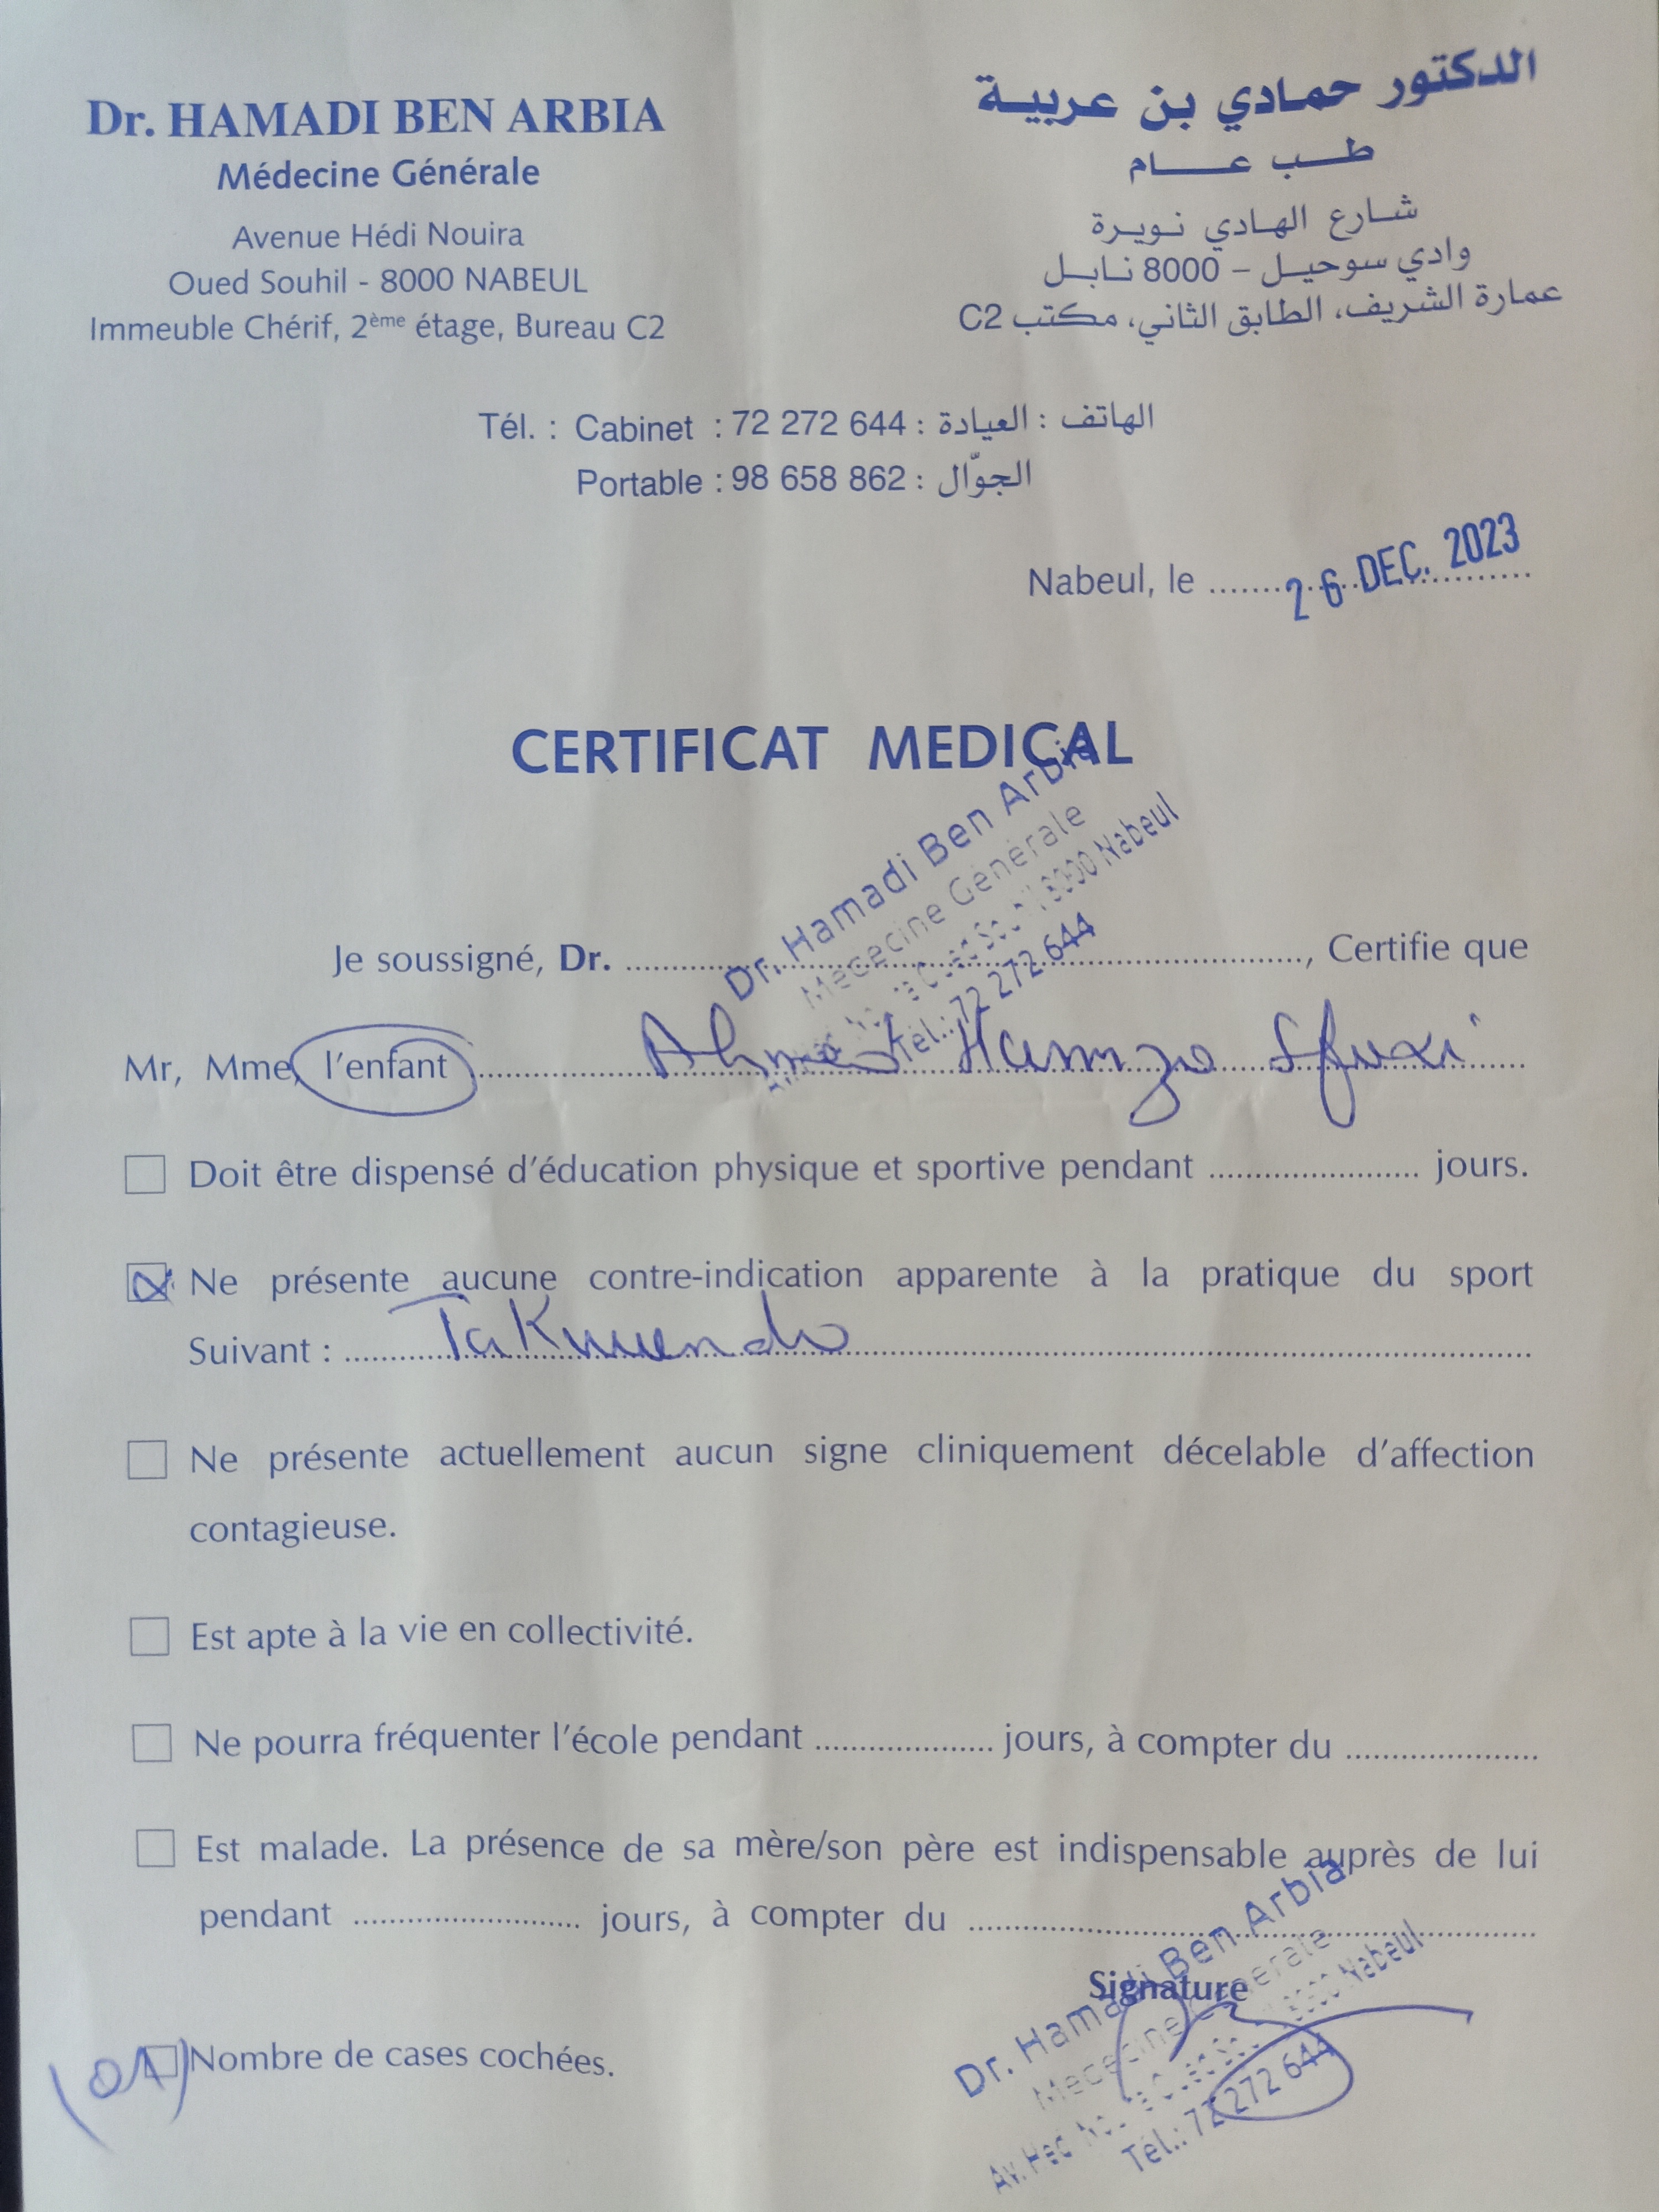 Dr. HAMADI BEN ARBIA
Médecine Générale
Avenue Hédi Nouira
Oued Souhil - 8000 NABEUL
Immeuble Chérif, 2ème étage, Bureau C2
الدكتور حمادي بن عربية
طب عام
شارع الهادي نويرة
وادي سوحيل – 8000 نابل
عمارة الشريف، الطابق الثاني، مكتب C2
Tél. : Cabinet : 72 272 644 : الهاتف : العيادة
Portable : 98 658 862 : الجوّال
Nabeul, le 26 DEC. 2023
CERTIFICAT MEDICAL
Dr. Hamadi Ben Arbia
Médecine Générale
8000 Nabeul
Tél.: 72 272 644
Je soussigné, Dr. ...................., Certifie que
Mr, Mme, l'enfant Ahmed Hamza Sfaxi
Doit être dispensé d'éducation physique et sportive pendant .................... jours.
Ne présente aucune contre-indication apparente à la pratique du sport
Suivant : Takwendo
Ne présente actuellement aucun signe cliniquement décelable d'affection
contagieuse.
Est apte à la vie en collectivité.
Ne pourra fréquenter l'école pendant .................... jours, à compter du ....................
Est malade. La présence de sa mère/son père est indispensable auprès de lui
pendant .................... jours, à compter du ....................
Signature
Dr. Hamadi Ben Arbia
Médecine Générale
8000 Nabeul
Tél.: 72 272 644
(01) Nombre de cases cochées.